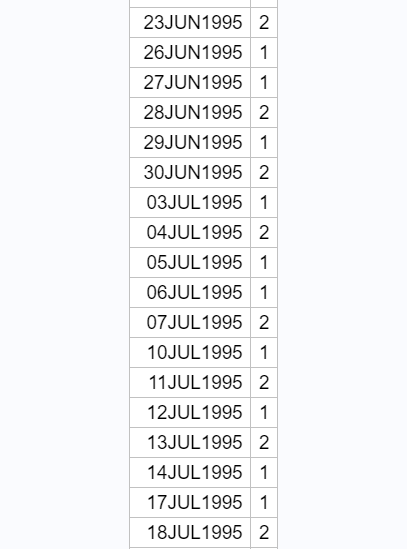 23JUN1995 2
26JUN1995 1
27JUN1995 1
28JUN1995 2
29JUN1995 1
30JUN1995 2
03JUL1995 1
04JUL1995 2
05JUL1995 1
06JUL1995 1
07JUL1995 2
10JUL1995 1
11JUL1995 2
12JUL1995 1
13JUL1995 2
14JUL1995 1
17JUL1995 1
18JUL1995 2